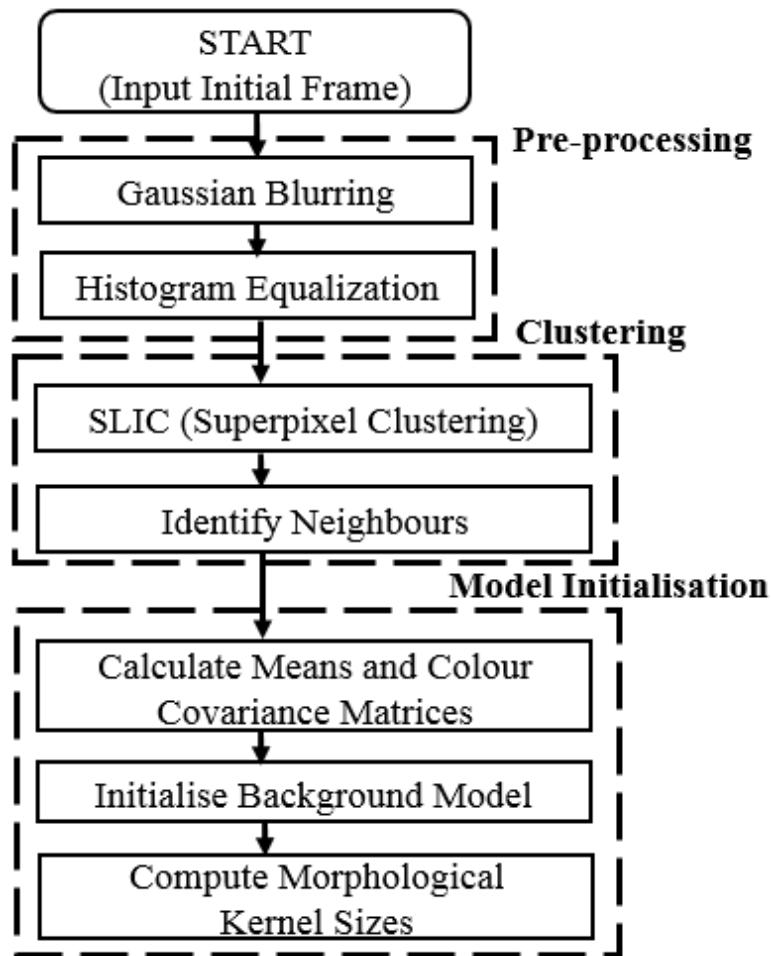 START
(Input Initial Frame)
Pre-processing
Gaussian Blurring
Histogram Equalization
Clustering
SLIC (Superpixel Clustering)
Identify Neighbours
Model Initialisation
Calculate Means and Colour
Covariance Matrices
Initialise Background Model
Compute Morphological
Kernel Sizes